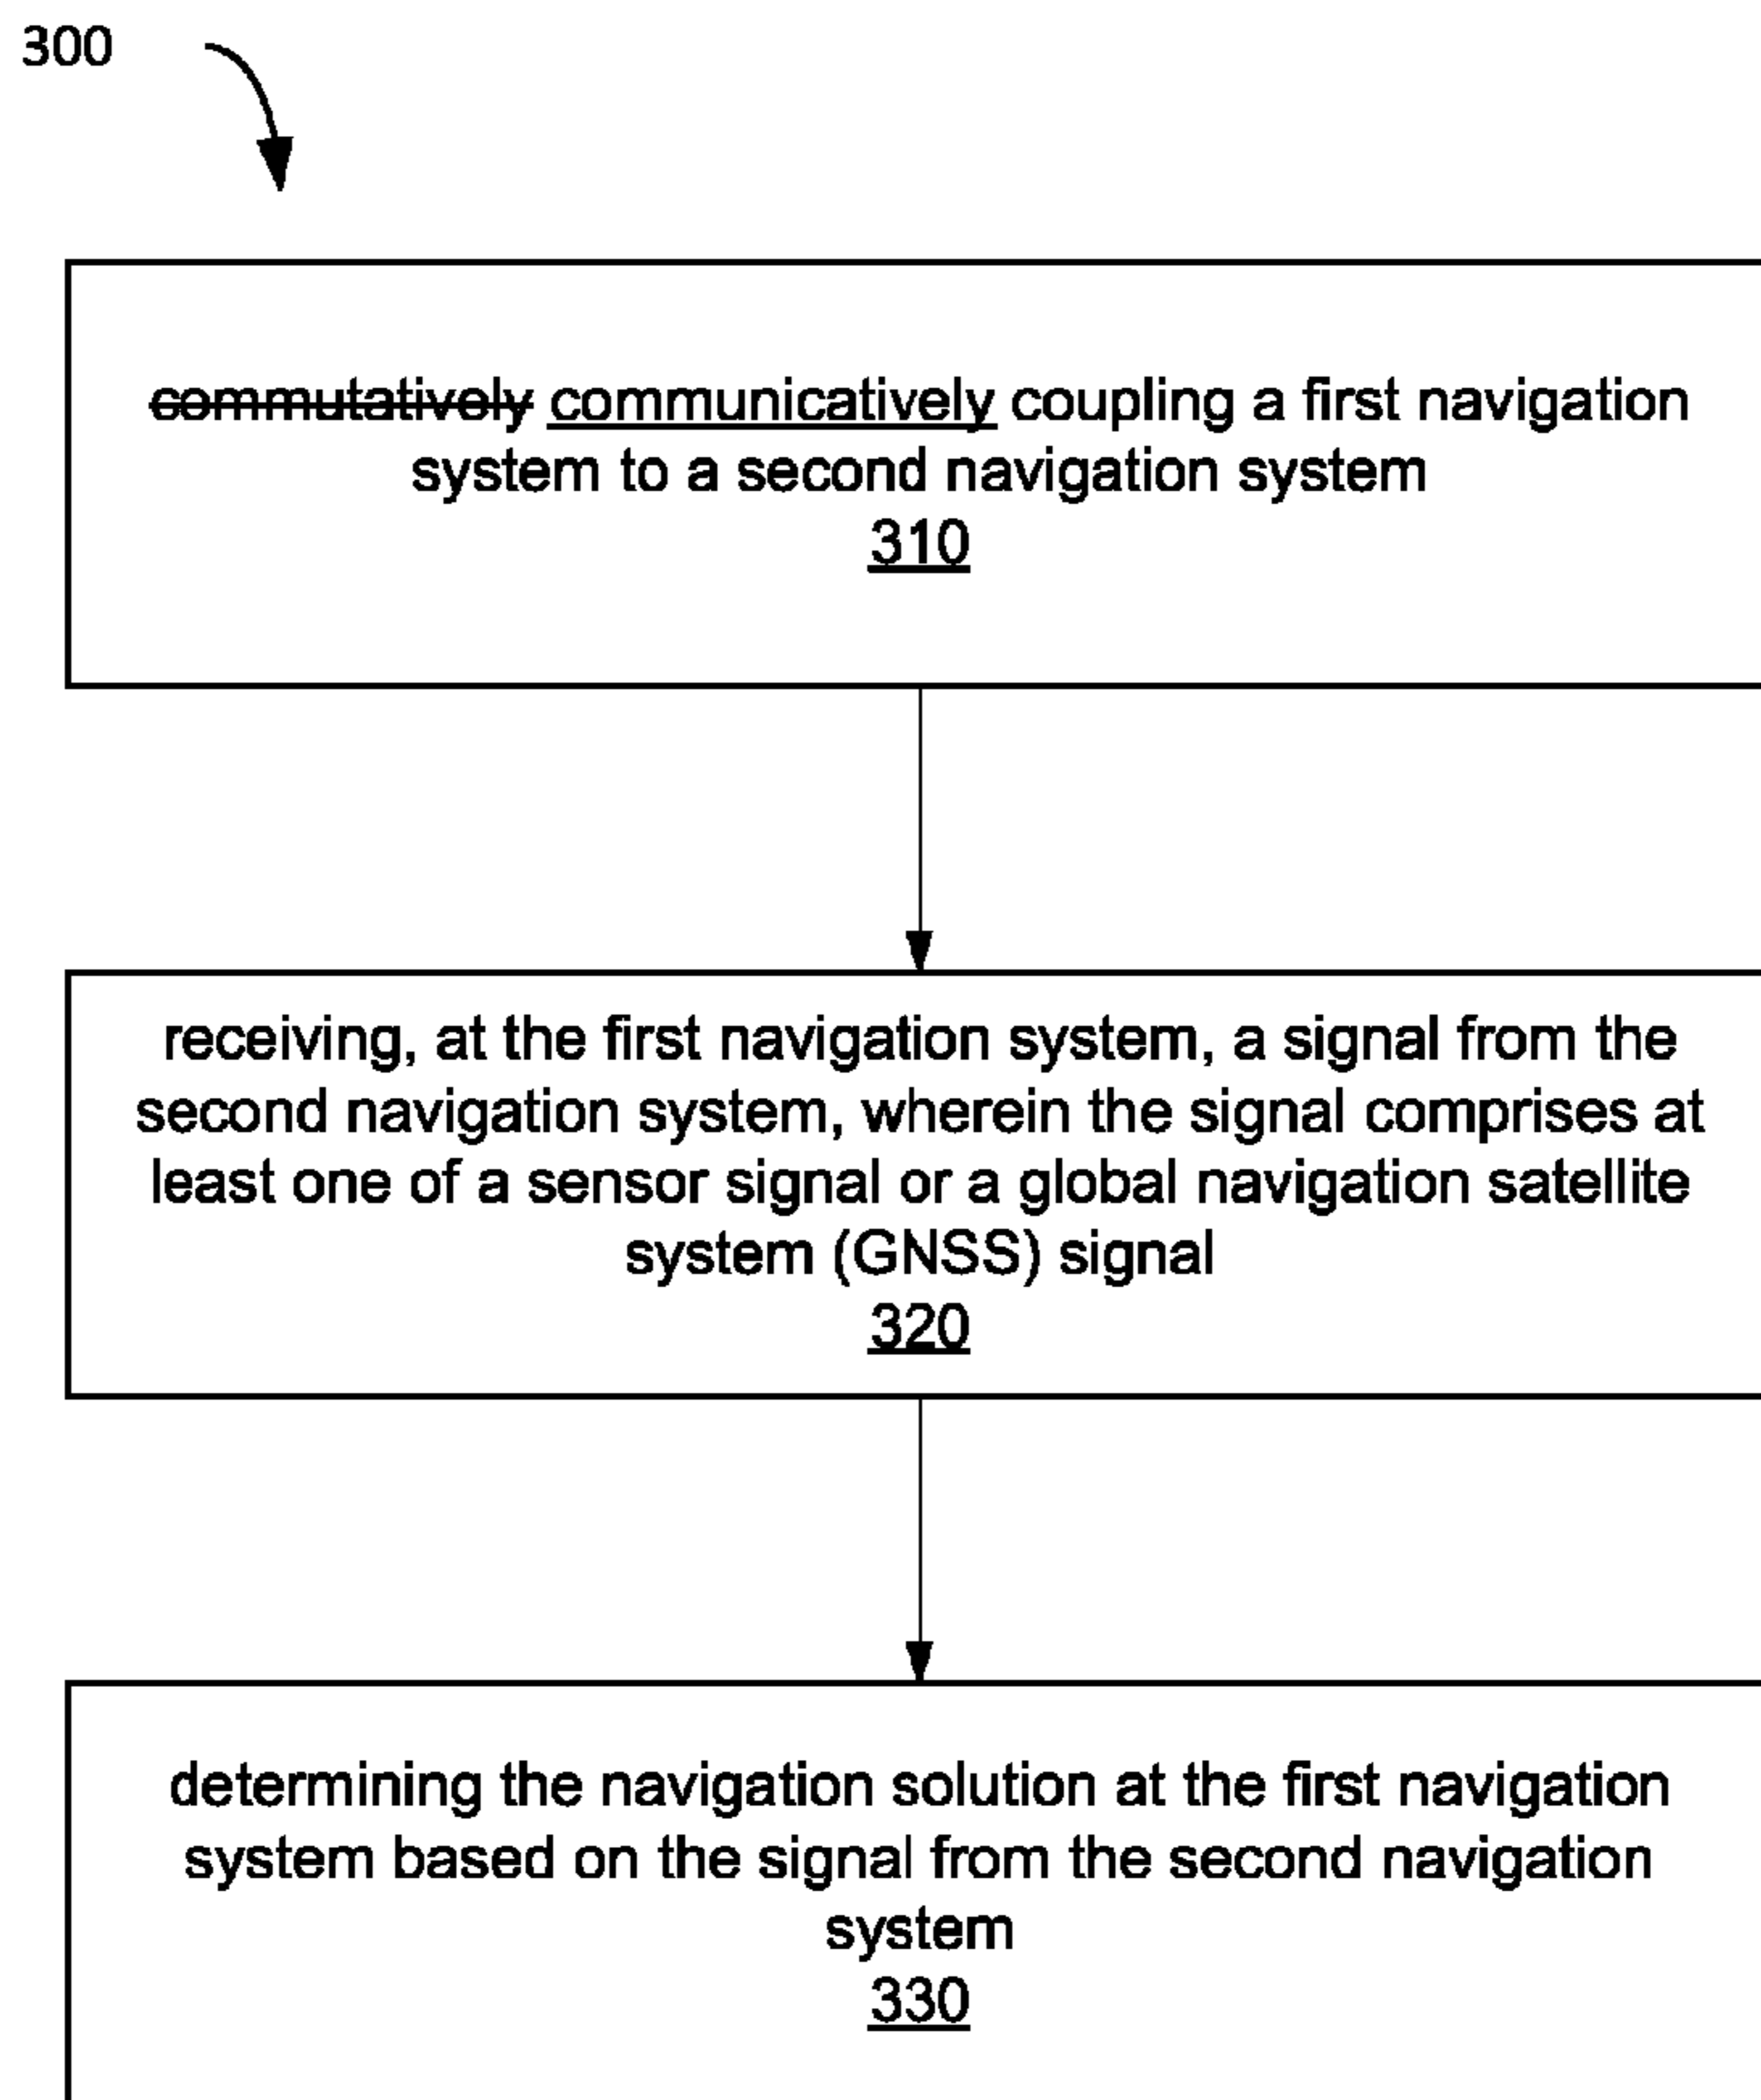 300
commutatively communicatively coupling a first navigation
system to a second navigation system
310
receiving, at the first navigation system, a signal from the
second navigation system, wherein the signal comprises at
least one of a sensor signal or a global navigation satellite
system (GNSS) signal
320
determining the navigation solution at the first navigation
system based on the signal from the second navigation
system
330